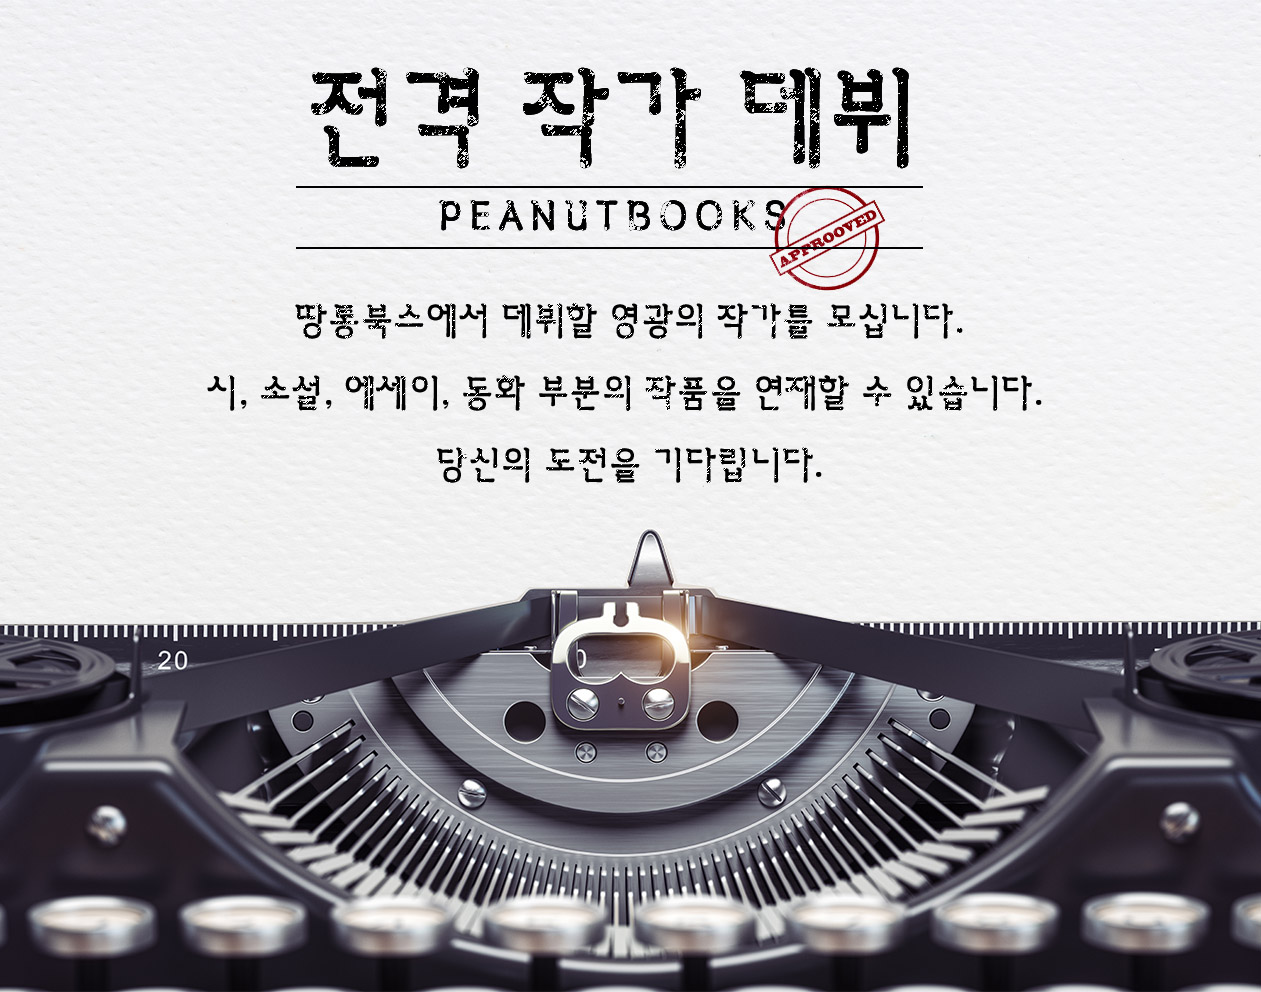 전격 작가 데뷔
PEANUTBOOKS
APPROOVED
땅통북스에서 데뷔할 영광의 작가를 모십니다.
시, 소설, 에세이, 동화 부분의 작품을 연재할 수 있습니다.
당신의 도전을 기다립니다.
20
0